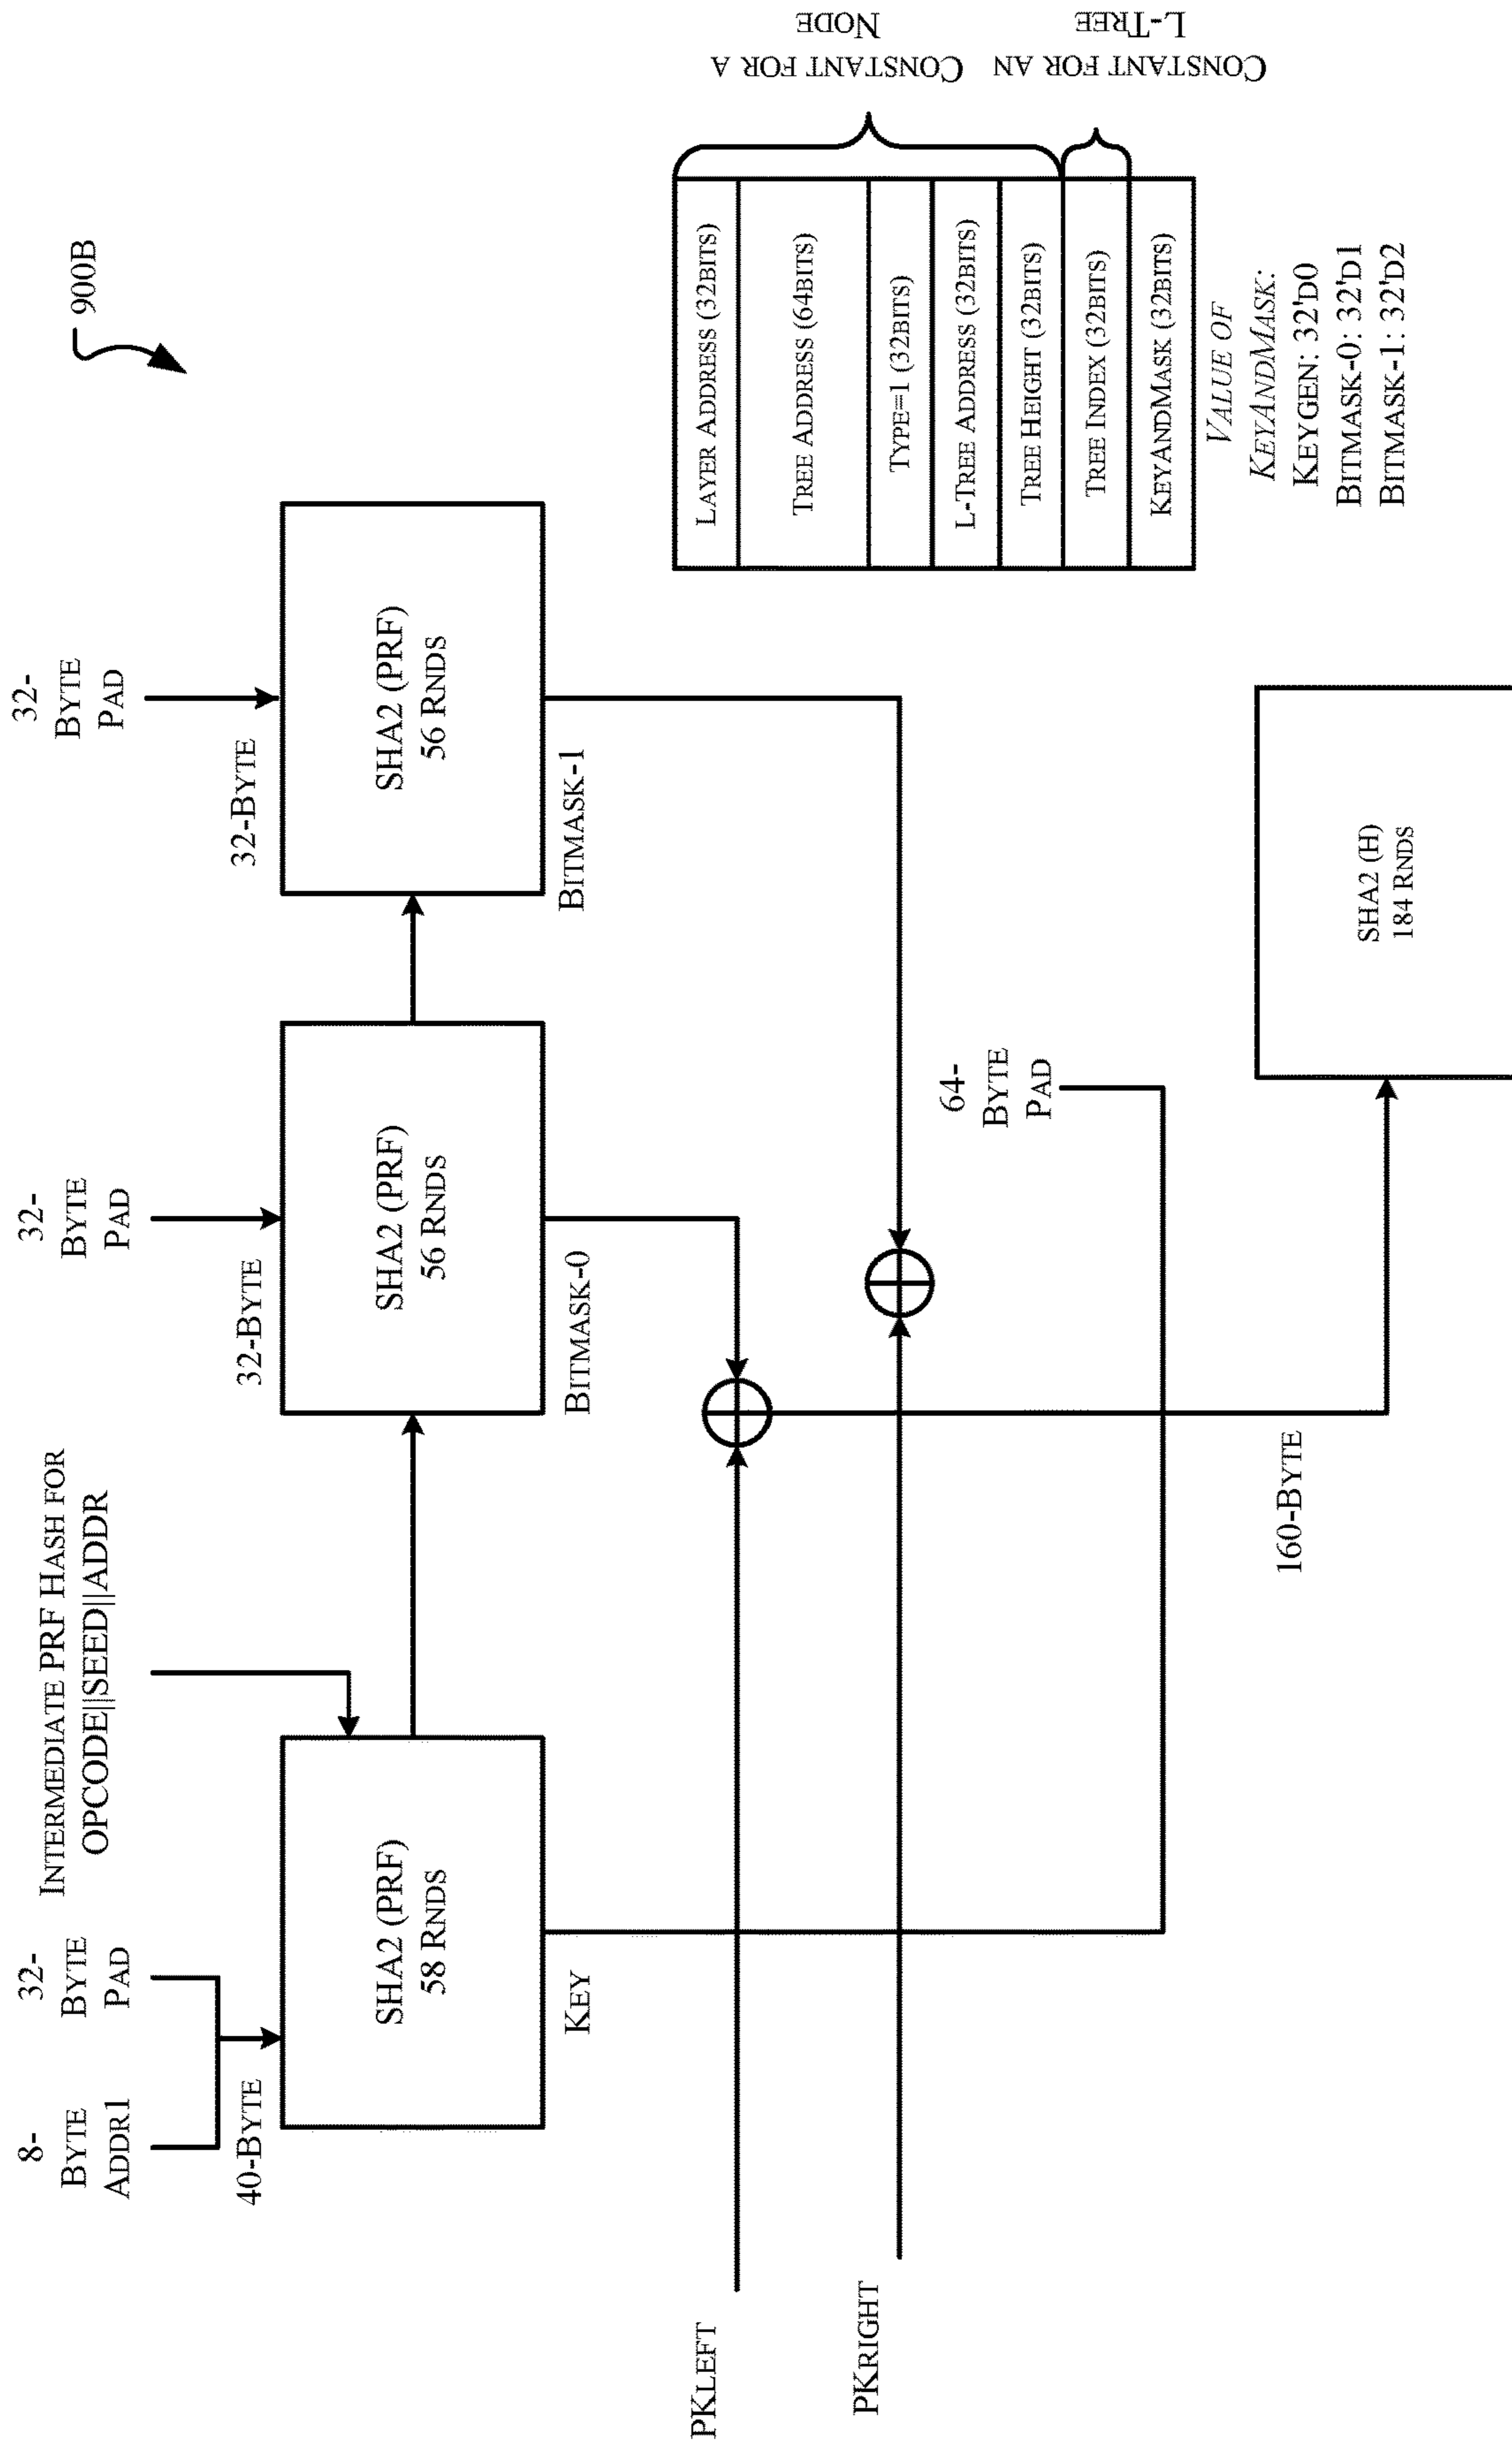 900B
8-
BYTE
ADDR1
32-
BYTE
PAD
INTERMEDIATE PRF HASH FOR
OPCODE||SEED||ADDR
32-
BYTE
PAD
32-
BYTE
PAD
40-BYTE
32-BYTE
32-BYTE
SHA2 (PRF)
58 RNDS
SHA2 (PRF)
56 RNDS
SHA2 (PRF)
56 RNDS
KEY
BITMASK-0
BITMASK-1
PKLEFT
PKRIGHT
64-
BYTE
PAD
160-BYTE
SHA2 (H)
184 RNDS
LAYER ADDRESS (32BITS)
TREE ADDRESS (64BITS)
TYPE=1 (32BITS)
L-TREE ADDRESS (32BITS)
TREE HEIGHT (32BITS)
TREE INDEX (32BITS)
KEYANDMASK (32BITS)
CONSTANT FOR A
NODE
CONSTANT FOR AN
L-TREE
VALUE OF
KEYANDMASK:
KEYGEN: 32'D0
BITMASK-0: 32'D1
BITMASK-1: 32'D2